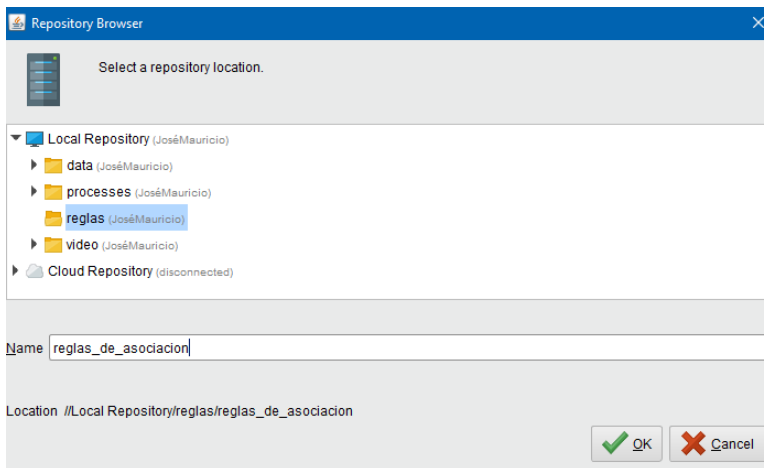 Repository Browser
Select a repository location.
Local Repository (JoséMauricio)
data (JoséMauricio)
processes (JoséMauricio)
reglas (JoséMauricio)
video (JoséMauricio)
Cloud Repository (disconnected)
Name reglas_de_asociacion
Location //Local Repository/reglas/reglas_de_asociacion
OK Cancel